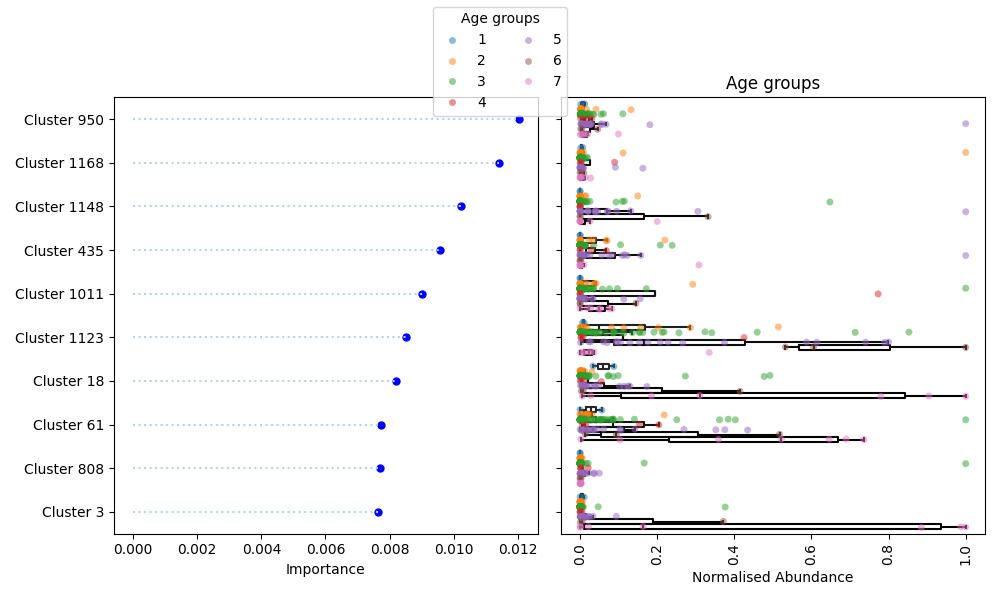 Age groups
1 5
2 6
3 7
4
Age groups
Cluster 950
Cluster 1168
Cluster 1148
Cluster 435
Cluster 1011
Cluster 1123
Cluster 18
Cluster 61
Cluster 808
Cluster 3
0.000 0.002 0.004 0.006 0.008 0.010 0.012
Importance
0.0 0.2 0.4 0.6 0.8 1.0
Normalised Abundance